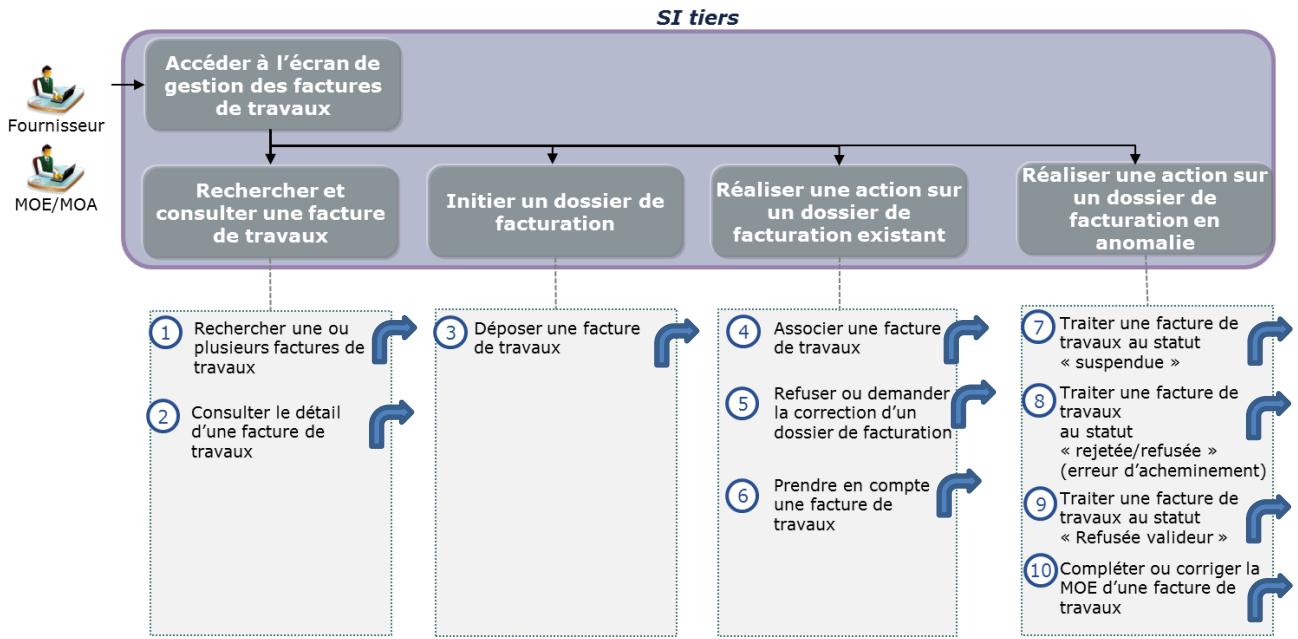 SI tiers
Accéder à l’écran de
gestion des factures
de travaux
Fournisseur
MOE/MOA
Rechercher et
consulter une facture
de travaux
Initier un dossier de
facturation
Réaliser une action sur
un dossier de
facturation existant
Réaliser une action sur
un dossier de
facturation en
anomalie
1
Rechercher une ou
plusieurs factures de
travaux
2
Consulter le détail
d’une facture de
travaux
3
Déposer une facture
de travaux
4
Associer une facture
de travaux
5
Refuser ou demander
la correction d’un
dossier de facturation
6
Prendre en compte
une facture de
travaux
7
Traiter une facture de
travaux au statut
« suspendue »
8
Traiter une facture de
travaux
au statut
« rejetée/refusée »
(erreur d’acheminement)
9
Traiter une facture de
travaux au statut
« Refusée valideur »
10
Compléter ou corriger la
MOE d’une facture de
travaux